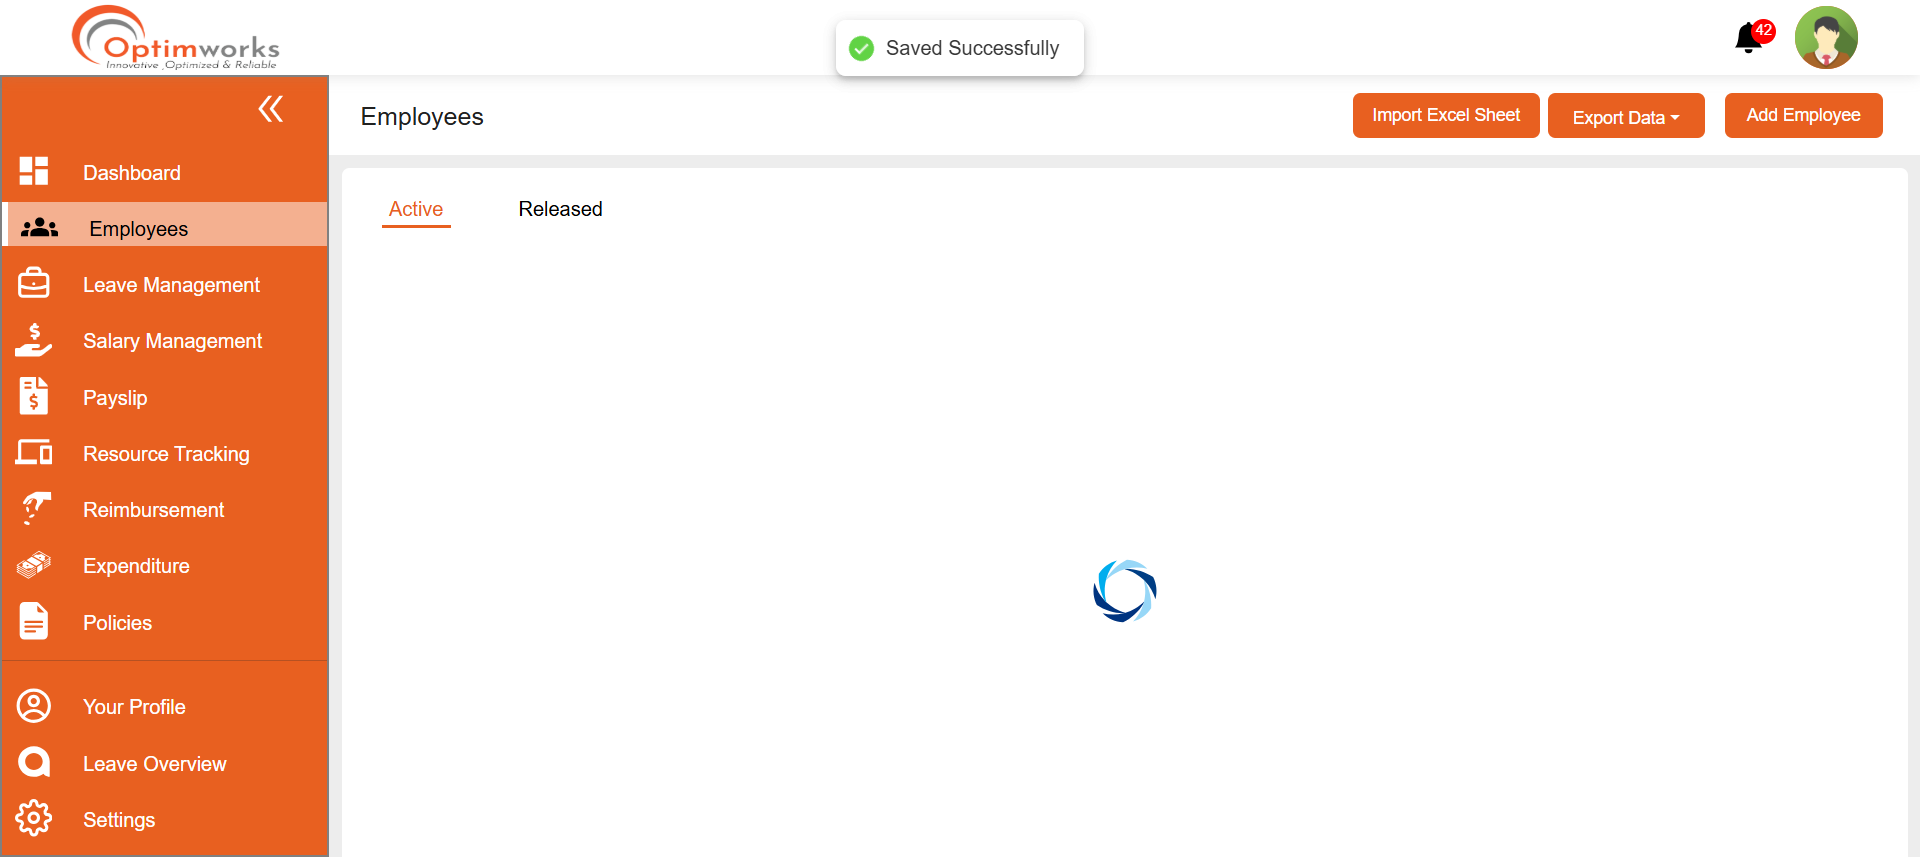 Optimworks
Innovative ,Optimized & Reliable
Saved Successfully
42
Employees
Import Excel Sheet
Export Data
Add Employee
Active
Released
Dashboard
Employees
Leave Management
Salary Management
Payslip
Resource Tracking
Reimbursement
Expenditure
Policies
Your Profile
Leave Overview
Settings